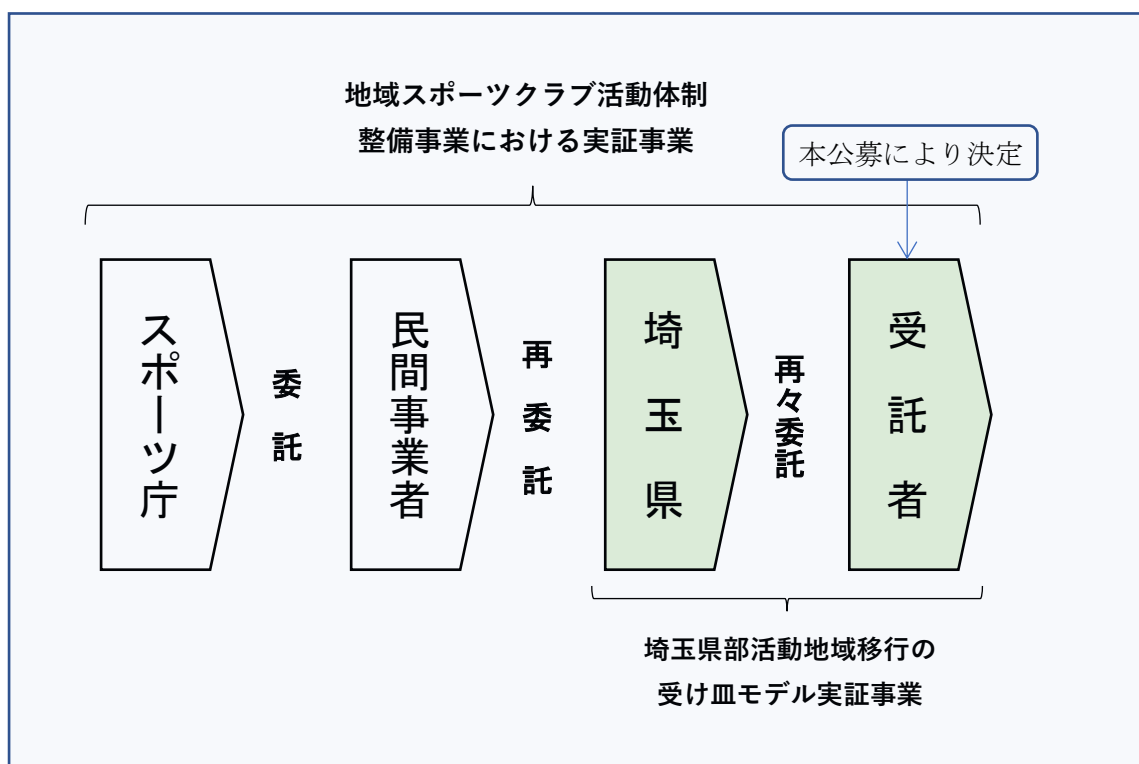 地域スポーツクラブ活動体制
整備事業における実証事業
本公募により決定
スポーツ庁
委託
民間事業者
再委託
埼玉県
再々委託
受託者
埼玉県部活動地域移行の
受け皿モデル実証事業